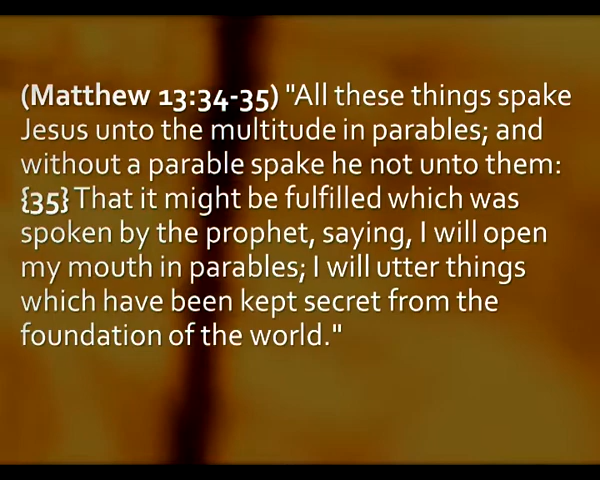 (Matthew 13:34-35) "All these things spake
Jesus unto the multitude in parables; and
without a parable spake he not unto them:
{35} That it might be fulfilled which was
spoken by the prophet, saying, I will open
my mouth in parables; I will utter things
which have been kept secret from the
foundation of the world."